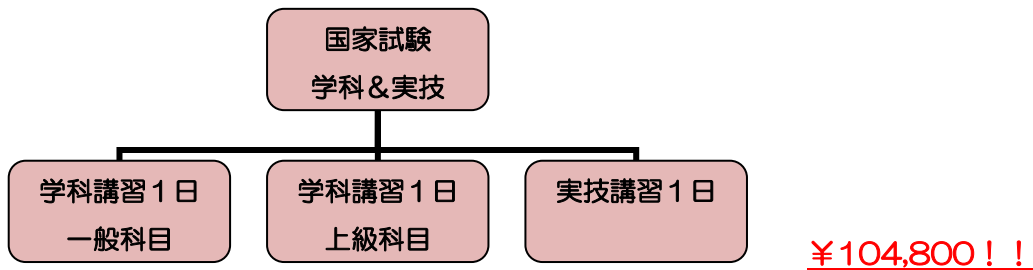 国家試験
学科&実技
学科講習1日
一般科目
学科講習1日
上級科目
実技講習1日
¥104,800!!